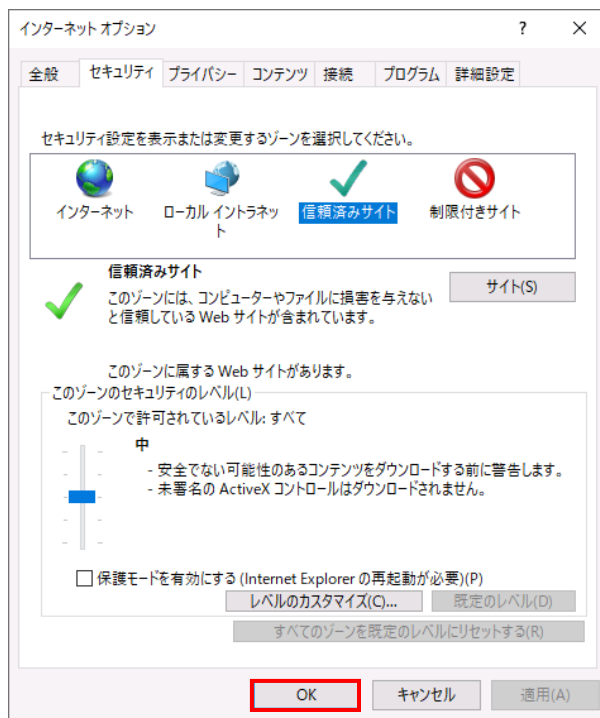 インターネット オプション
?
全般 セキュリティ プライバシー コンテンツ 接続 プログラム 詳細設定
セキュリティ設定を表示または変更するゾーンを選択してください。
インターネット
ローカル イントラネッ
ト
信頼済みサイト
制限付きサイト
信頼済みサイト
このゾーンには、コンピューターやファイルに損害を与えない
と信頼している Web サイトが含まれています。
サイト(S)
このゾーンに属する Web サイトがあります。
このゾーンのセキュリティのレベル(L)
このゾーンで許可されているレベル: すべて
中
- 安全でない可能性のあるコンテンツをダウンロードする前に警告します。
- 未署名の ActiveX コントロールはダウンロードされません。
保護モードを有効にする (Internet Explorer の再起動が必要)(P)
レベルのカスタマイズ(C)... 既定のレベル(D)
すべてのゾーンを既定のレベルにリセットする(R)
OK キャンセル 適用(A)